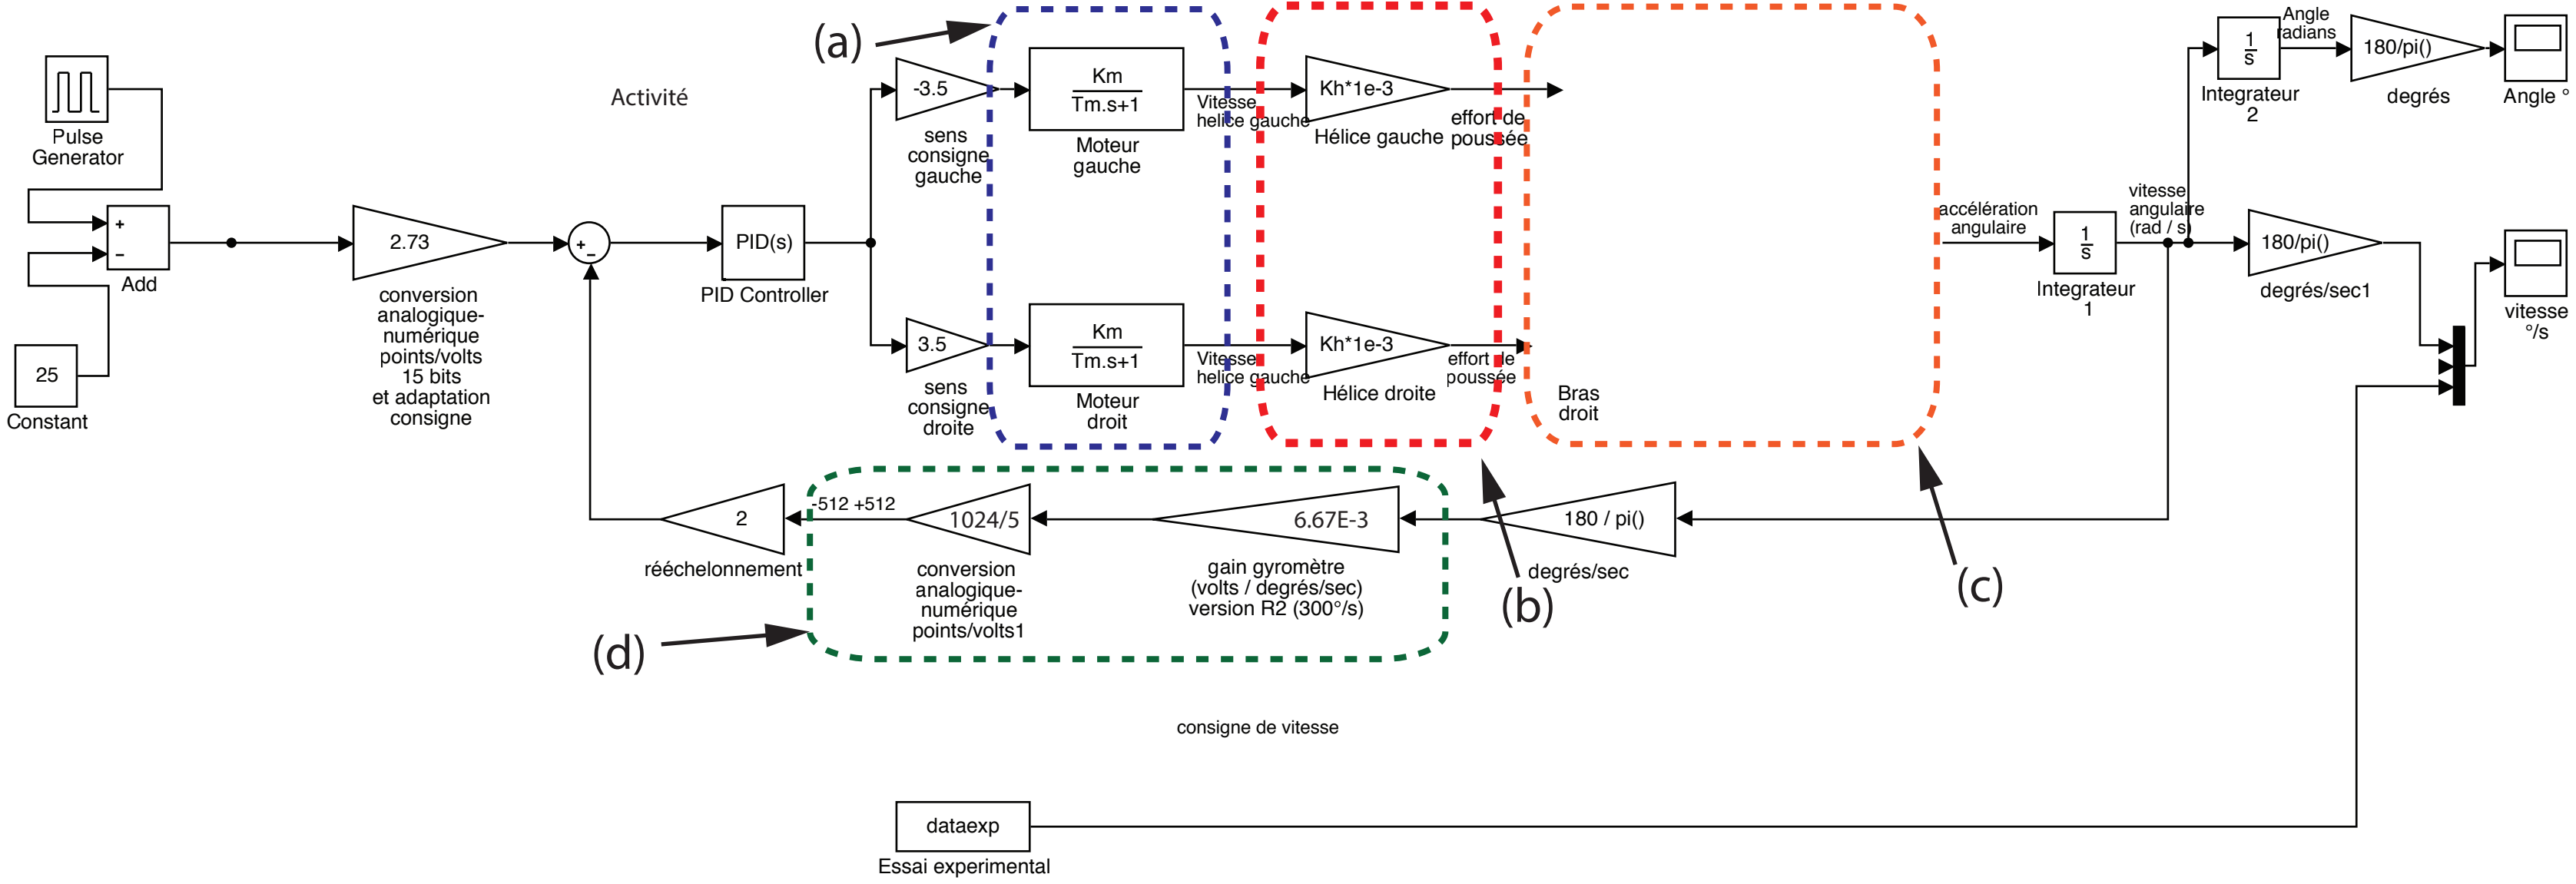 Pulse
Generator
+
−
Add
25
Constant
2.73
conversion
analogique-
numérique
points/volts
15 bits
et adaptation
consigne
Activité
+
−
PID(s)
PID Controller
(a)
-3.5
sens
consigne
gauche
3.5
sens
consigne
droite
Km
Tm.s+1
Moteur
gauche
Km
Tm.s+1
Moteur
droit
Vitesse
helice gauche
Vitesse
helice gauche
Kh*1e-3
Hélice gauche
Kh*1e-3
Hélice droite
effort de
poussée
effort de
poussée
Bras
droit
accélération
angulaire
1
s
Integrateur
1
vitesse
angulaire
(rad / s)
1
s
Integrateur
2
Angle
radians
180/pi()
degrés
Angle °
180/pi()
degrés/sec1
vitesse
°/s
2
rééchelonnement
-512 +512
1024/5
conversion
analogique-
numérique
points/volts1
6.67E-3
gain gyromètre
(volts / degrés/sec)
version R2 (300°/s)
180 / pi()
degrés/sec
(b)
(c)
(d)
consigne de vitesse
dataexp
Essai experimental